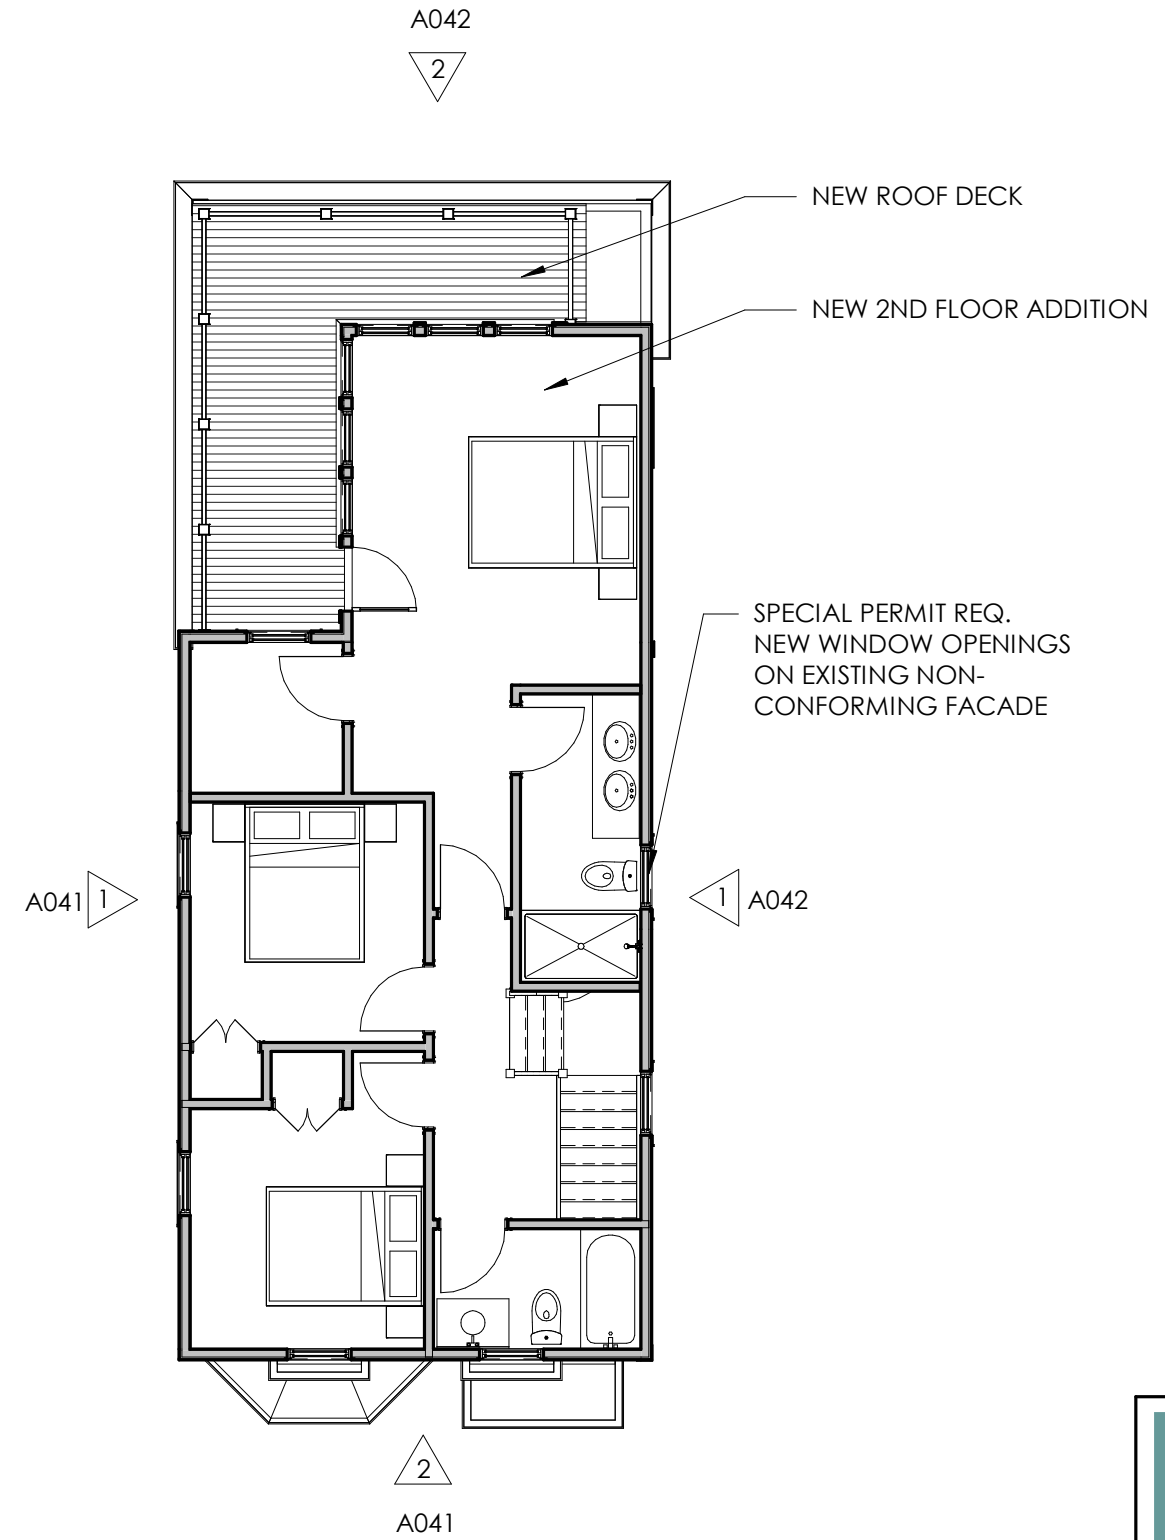 A042
2
NEW ROOF DECK
NEW 2ND FLOOR ADDITION
SPECIAL PERMIT REQ.
NEW WINDOW OPENINGS
ON EXISTING NON-
CONFORMING FACADE
A041 1
1 A042
2
A041